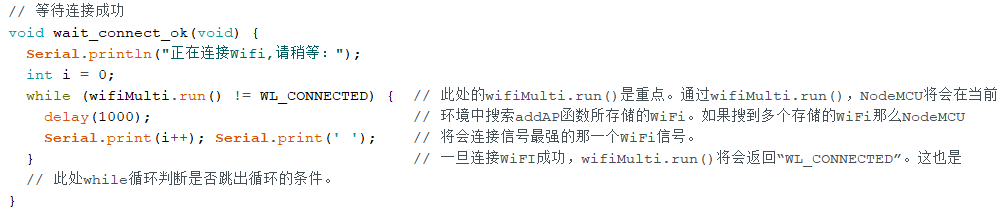 // 等待连接成功
void wait_connect_ok(void) {
  Serial.println("正在连接Wifi,请稍等：");
  int i = 0;
  while (wifiMulti.run() != WL_CONNECTED) {  // 此处的wifiMulti.run()是重点。通过wifiMulti.run()，NodeMCU将会在当前
    delay(1000);                             // 环境中搜索addAP函数所存储的WiFi。如果搜到多个存储的WiFi那么NodeMCU
    Serial.print(i++); Serial.print(' ');    // 将会连接信号最强的那一个WiFi信号。
  }                                          // 一旦连接WiFI成功，wifiMulti.run()将会返回“WL_CONNECTED”。这也是
  // 此处while循环判断是否跳出循环的条件。
}